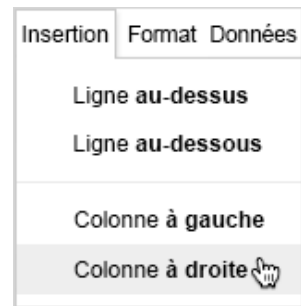 Insertion Format Données
Ligne au-dessus
Ligne au-dessous
Colonne à gauche
Colonne à droite